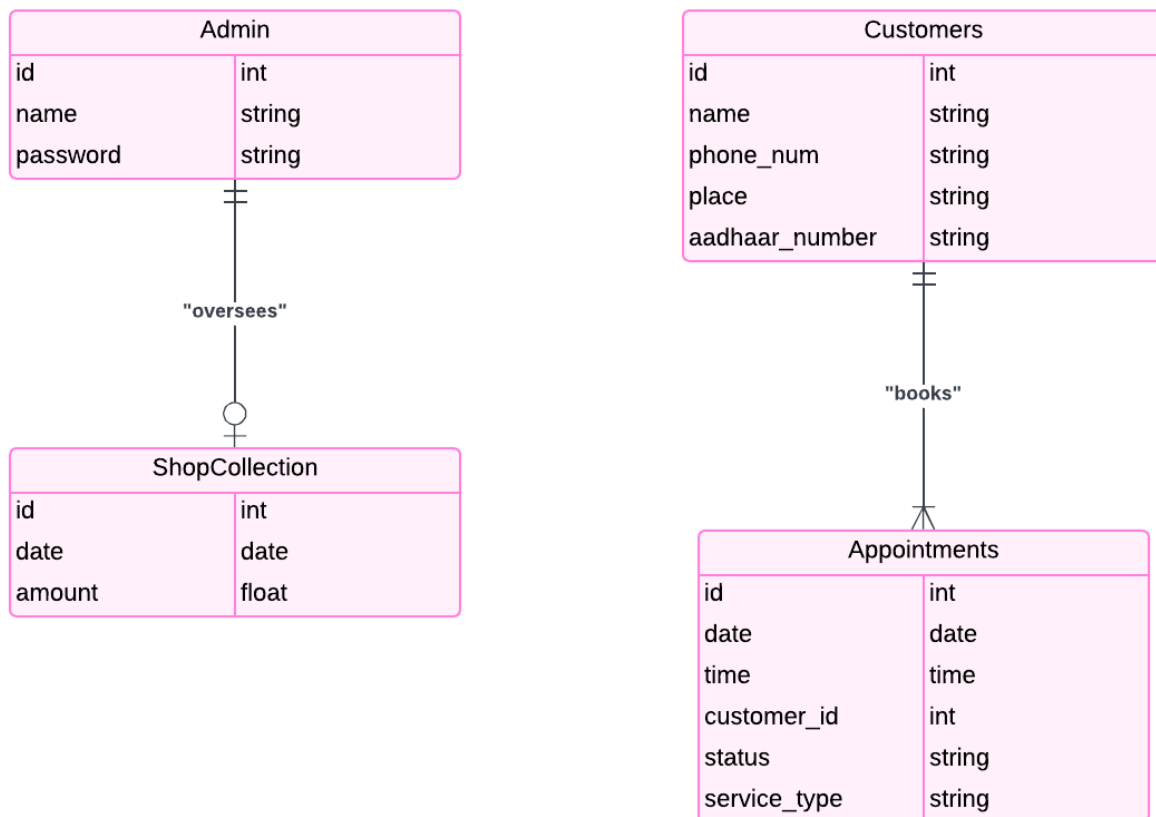 Admin
id int
name string
password string
"oversees"
ShopCollection
id int
date date
amount float
Customers
id int
name string
phone_num string
place string
aadhaar_number string
"books"
Appointments
id int
date date
time time
customer_id int
status string
service_type string